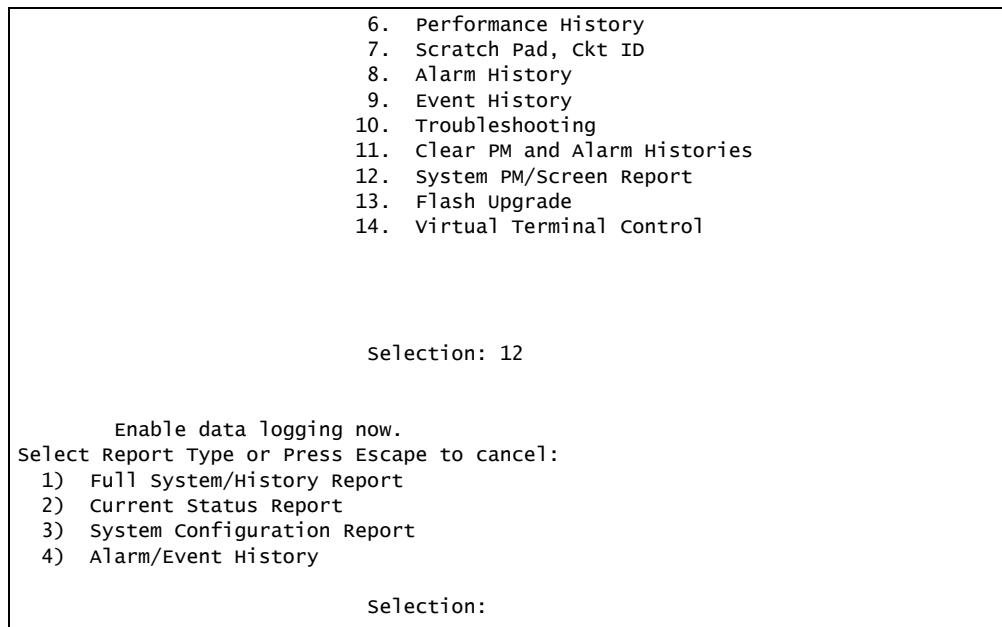 6. Performance History
7. Scratch Pad, Ckt ID
8. Alarm History
9. Event History
10. Troubleshooting
11. Clear PM and Alarm Histories
12. System PM/Screen Report
13. Flash Upgrade
14. Virtual Terminal Control
Selection: 12
Enable data logging now.
Select Report Type or Press Escape to cancel:
1) Full System/History Report
2) Current Status Report
3) System Configuration Report
4) Alarm/Event History
Selection: